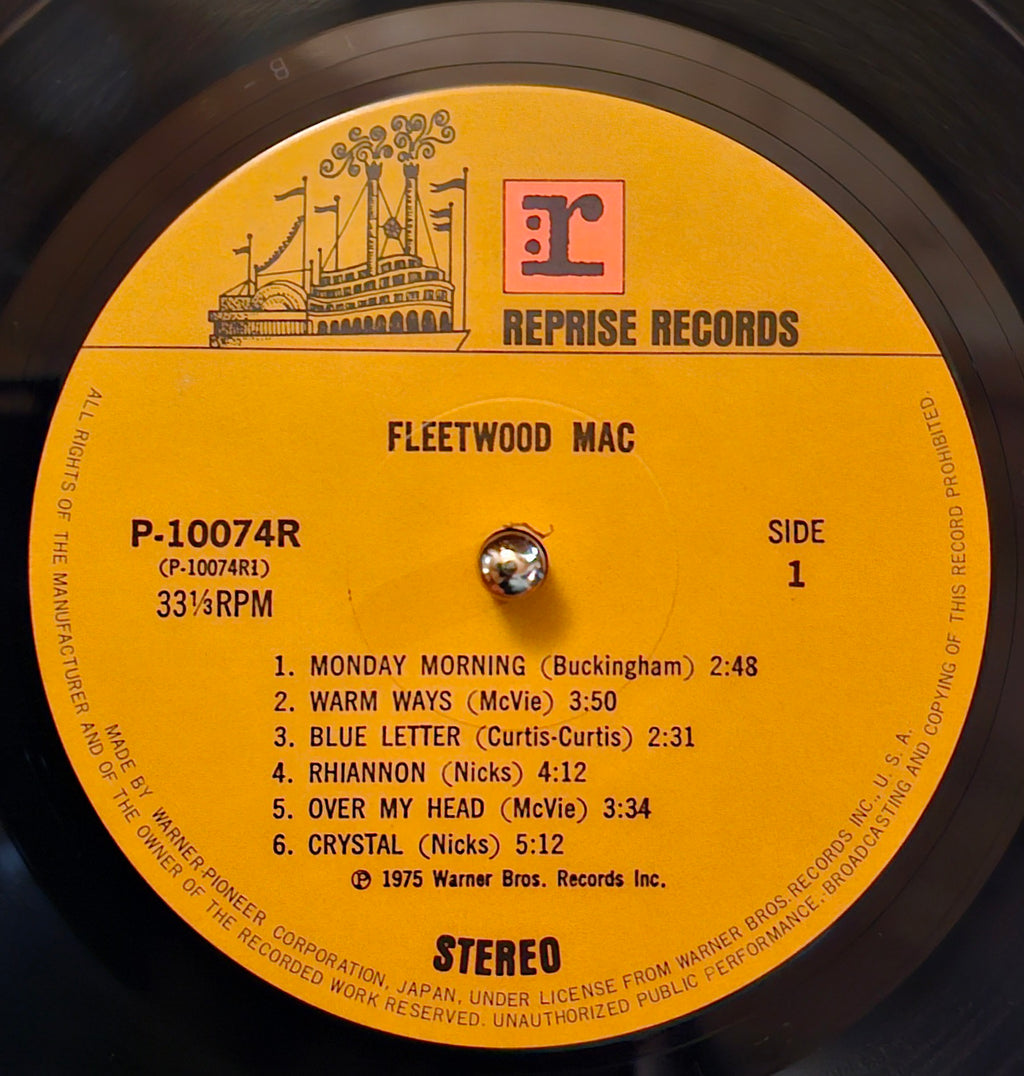 B
r
REPRISE RECORDS
FLEETWOOD MAC
P-10074R
(P-10074R1)
33⅓RPM
SIDE
1
1. MONDAY MORNING (Buckingham) 2:48
2. WARM WAYS (McVie) 3:50
3. BLUE LETTER (Curtis-Curtis) 2:31
4. RHIANNON (Nicks) 4:12
5. OVER MY HEAD (McVie) 3:34
6. CRYSTAL (Nicks) 5:12
Ⓟ 1975 Warner Bros. Records Inc.
STEREO
MADE BY WARNER-PIONEER CORPORATION, JAPAN, UNDER LICENSE FROM WARNER BROS. RECORDS INC., U. S. A.
ALL RIGHTS OF THE MANUFACTURER AND OF THE OWNER OF THE RECORDED WORK RESERVED. UNAUTHORIZED PUBLIC PERFORMANCE, BROADCASTING AND COPYING OF THIS RECORD PROHIBITED.